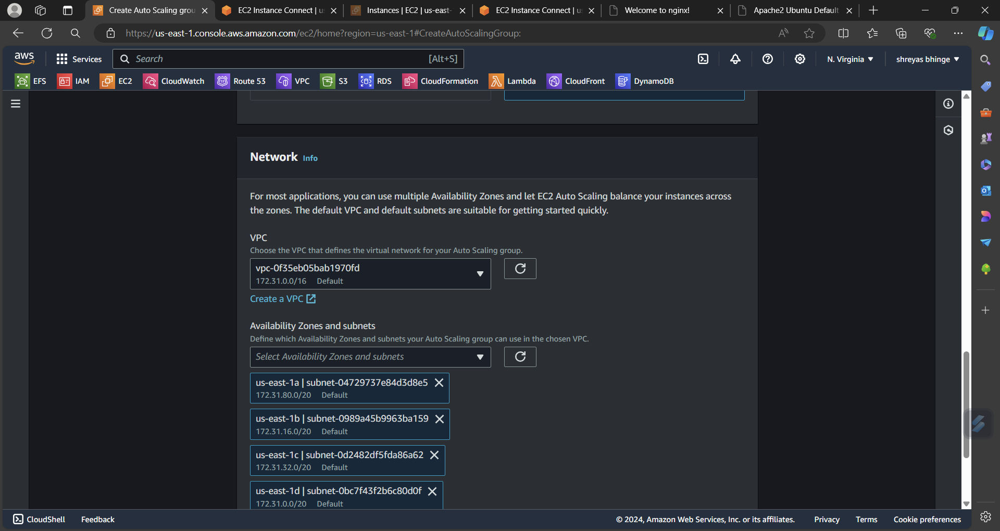 Create Auto Scaling grou
EC2 Instance Connect | us
Instances | EC2 | us-east-
EC2 Instance Connect | us
Welcome to nginx!
Apache2 Ubuntu Default
https://us-east-1.console.aws.amazon.com/ec2/home?region=us-east-1#CreateAutoScalingGroup:
aws
Services
Search
[Alt+S]
N. Virginia
shreyas bhinge
EFS
IAM
EC2
CloudWatch
Route 53
VPC
S3
RDS
CloudFormation
Lambda
CloudFront
DynamoDB
Network Info
For most applications, you can use multiple Availability Zones and let EC2 Auto Scaling balance your instances across
the zones. The default VPC and default subnets are suitable for getting started quickly.
VPC
Choose the VPC that defines the virtual network for your Auto Scaling group.
vpc-0f35eb05bab1970fd
172.31.0.0/16 Default
Create a VPC
Availability Zones and subnets
Define which Availability Zones and subnets your Auto Scaling group can use in the chosen VPC.
Select Availability Zones and subnets
us-east-1a | subnet-04729737e84d3d8e5
172.31.80.0/20 Default
us-east-1b | subnet-0989a45b9963ba159
172.31.16.0/20 Default
us-east-1c | subnet-0d2482df5fda86a62
172.31.32.0/20 Default
us-east-1d | subnet-0bc7f43f2b6c80d0f
172.31.0.0/20 Default
CloudShell
Feedback
© 2024, Amazon Web Services, Inc. or its affiliates.
Privacy
Terms
Cookie preferences